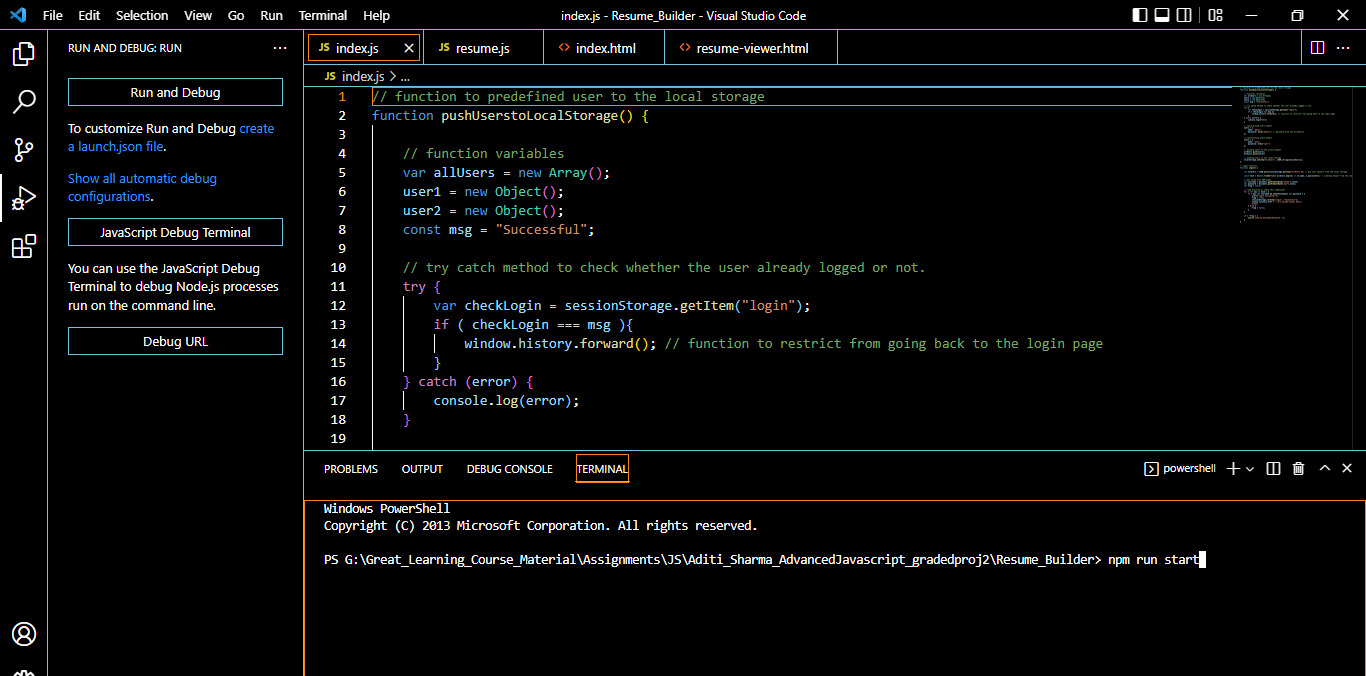 File Edit Selection View Go Run Terminal Help index.js - Resume_Builder - Visual Studio Code
RUN AND DEBUG: RUN ...
Run and Debug
To customize Run and Debug create
a launch.json file.
Show all automatic debug
configurations.
JavaScript Debug Terminal
You can use the JavaScript Debug
Terminal to debug Node.js processes
run on the command line.
Debug URL
JS index.js JS resume.js <> index.html <> resume-viewer.html ...
JS index.js > ...
1 // function to predefined user to the local storage
2 function pushUserstoLocalStorage() {
3
4 // function variables
5 var allUsers = new Array();
6 user1 = new Object();
7 user2 = new Object();
8 const msg = "Successful";
9
10 // try catch method to check whether the user already logged or not.
11 try {
12 var checkLogin = sessionStorage.getItem("login");
13 if ( checkLogin === msg ){
14 window.history.forward(); // function to restrict from going back to the login page
15 }
16 } catch (error) {
17 console.log(error);
18 }
19
PROBLEMS OUTPUT DEBUG CONSOLE TERMINAL powershell
Windows PowerShell
Copyright (C) 2013 Microsoft Corporation. All rights reserved.
PS G:\Great_Learning_Course_Material\Assignments\JS\Aditi_Sharma_AdvancedJavascript_gradedproj2\Resume_Builder> npm run start